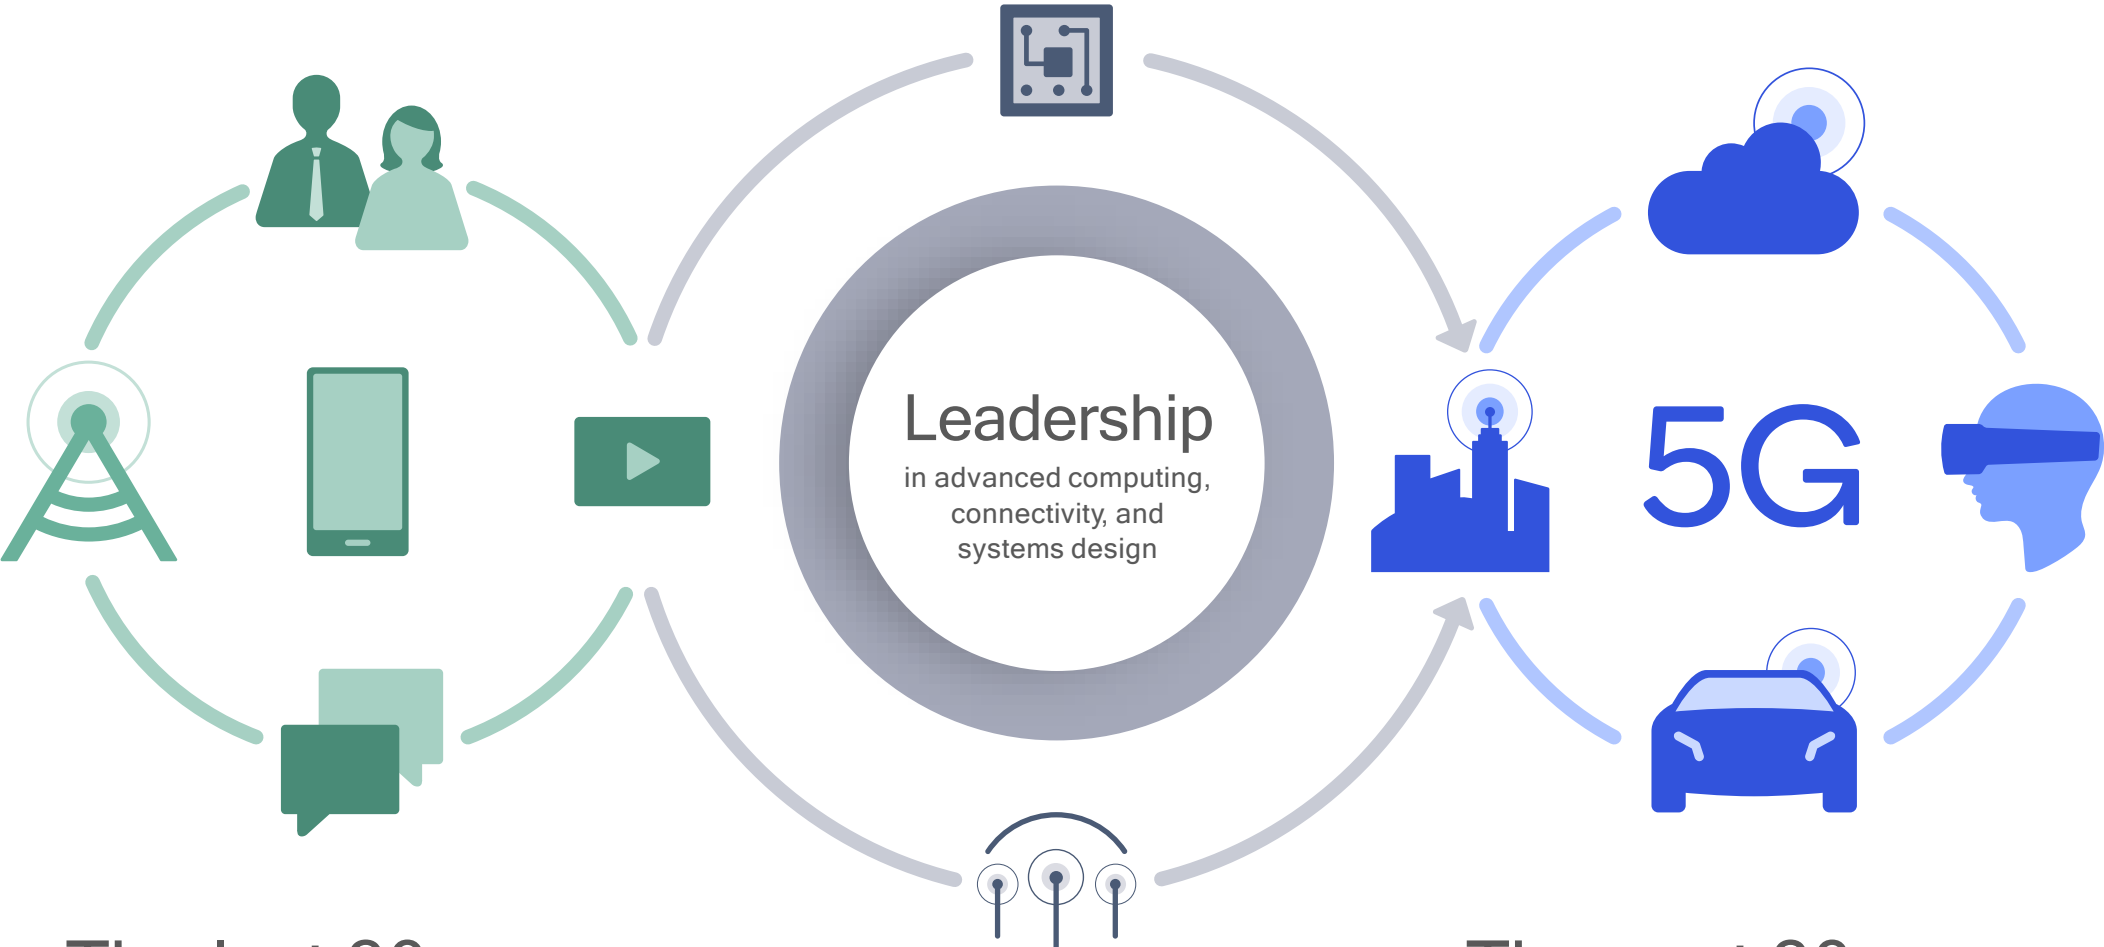 Leadership
in advanced computing,
connectivity, and
systems design
5G